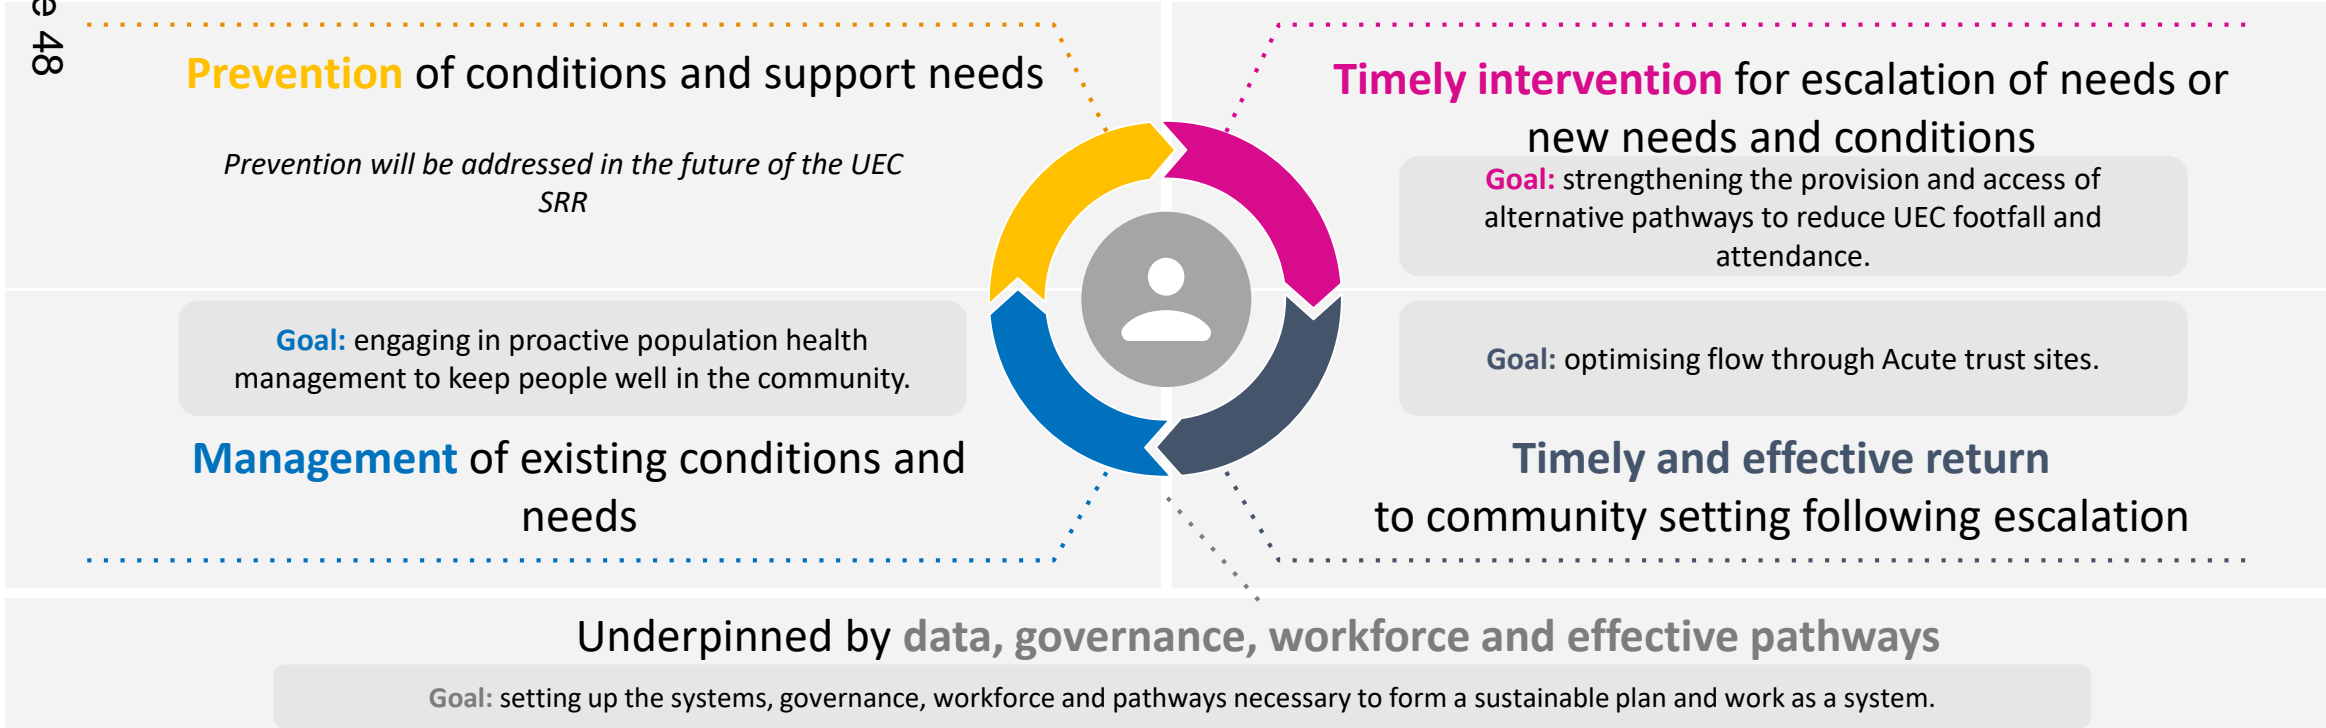 e 48
Prevention of conditions and support needs
Prevention will be addressed in the future of the UEC
SRR
Timely intervention for escalation of needs or
new needs and conditions
Goal: strengthening the provision and access of
alternative pathways to reduce UEC footfall and
attendance.
Goal: engaging in proactive population health
management to keep people well in the community.
Management of existing conditions and
needs
Goal: optimising flow through Acute trust sites.
Timely and effective return
to community setting following escalation
Underpinned by data, governance, workforce and effective pathways
Goal: setting up the systems, governance, workforce and pathways necessary to form a sustainable plan and work as a system.